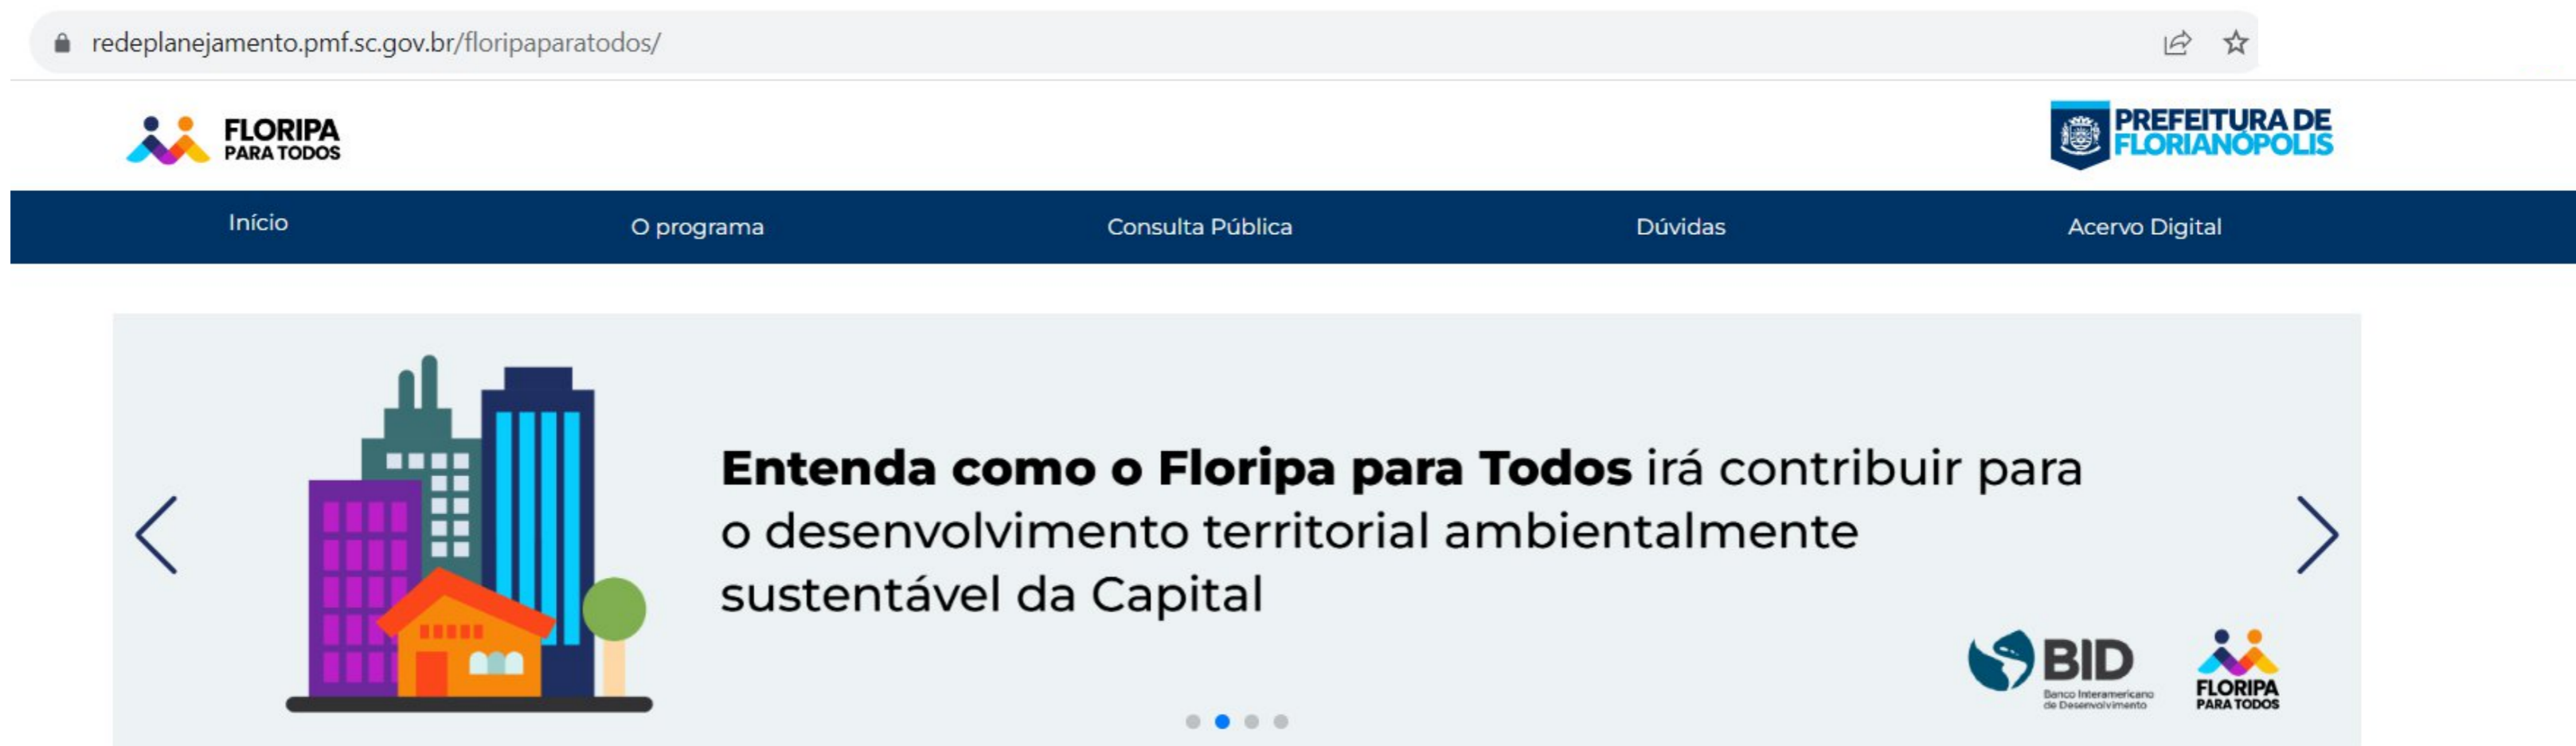 redeplanejamento.pmf.sc.gov.br/floripaparatodos/
FLORIPA
PARA TODOS
PREFEITURA DE
FLORIANÓPOLIS
Início
O programa
Consulta Pública
Dúvidas
Acervo Digital
Entenda como o Floripa para Todos irá contribuir para
o desenvolvimento territorial ambientalmente
sustentável da Capital
BID
Banco Interamericano
de Desenvolvimento
FLORIPA
PARA TODOS